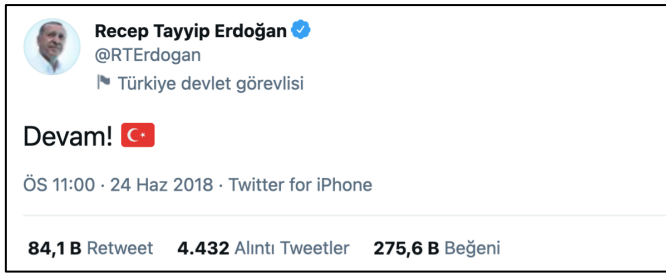 Recep Tayyip Erdoğan
@RTErdogan
Türkiye devlet görevlisi
Devam! 🇹🇷
ÖS 11:00 · 24 Haz 2018 · Twitter for iPhone
84,1 B Retweet 4.432 Alıntı Tweetler 275,6 B Beğeni